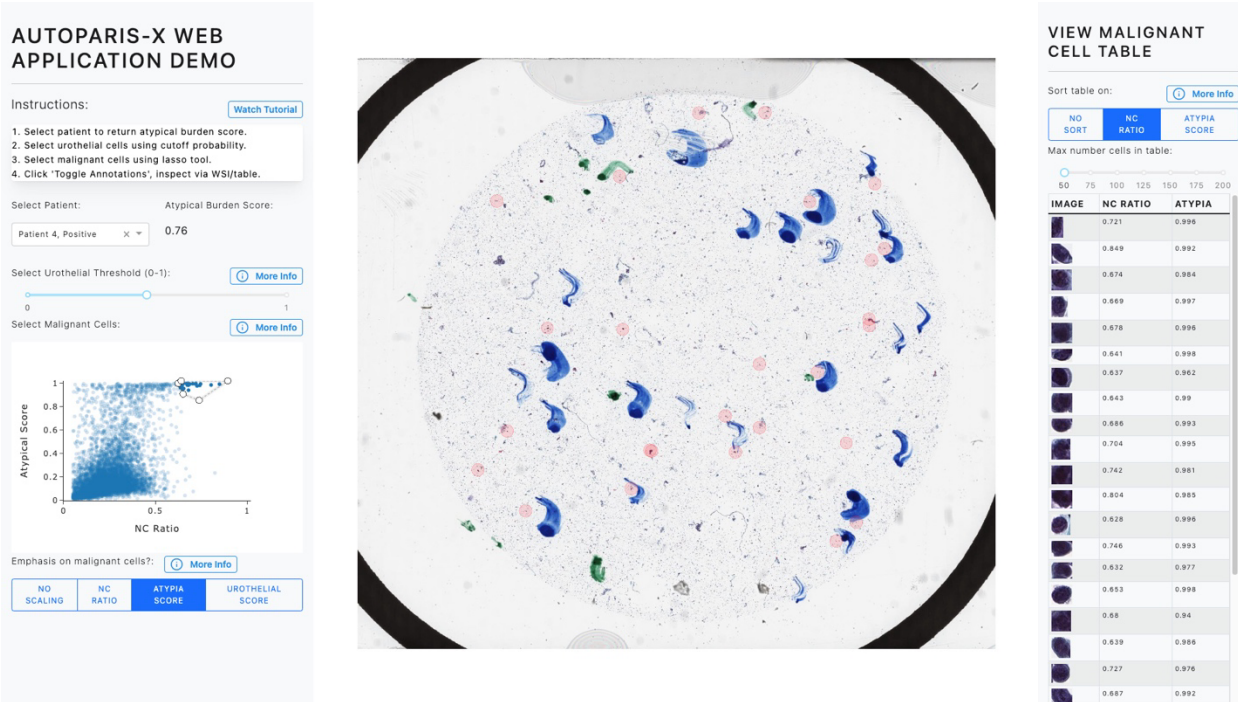 AUTOPARIS-X WEB
APPLICATION DEMO
Instructions:
Watch Tutorial
1. Select patient to return atypical burden score.
2. Select urothelial cells using cutoff probability.
3. Select malignant cells using lasso tool.
4. Click 'Toggle Annotations', inspect via WSI/table.
Select Patient:
Atypical Burden Score:
Patient 4, Positive
0.76
Select Urothelial Threshold (0-1):
More Info
0 1
Select Malignant Cells:
More Info
1
0.8
0.6
0.4
0.2
0
Atypical Score
0 0.5 1
NC Ratio
Emphasis on malignant cells?:
More Info
NO SCALING
NC RATIO
ATYPIA SCORE
UROTHELIAL SCORE
VIEW MALIGNANT
CELL TABLE
Sort table on:
More Info
NO SORT
NC RATIO
ATYPIA SCORE
Max number cells in table:
50 75 100 125 150 175 200
IMAGE NC RATIO ATYPIA
0.721 0.996
0.849 0.992
0.674 0.984
0.669 0.997
0.678 0.996
0.641 0.998
0.637 0.962
0.643 0.99
0.686 0.993
0.704 0.995
0.742 0.981
0.804 0.985
0.628 0.996
0.746 0.993
0.632 0.977
0.653 0.998
0.68 0.94
0.639 0.986
0.727 0.976
0.687 0.992